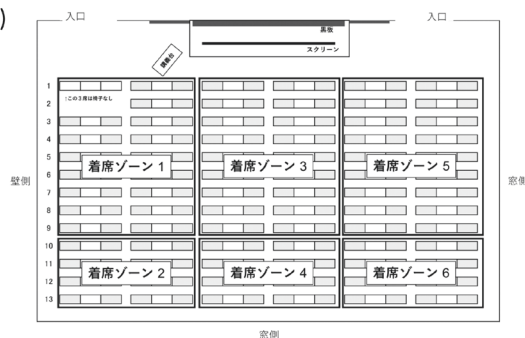 )
入口
入口
黒板
スクリーン
講義台
1
:この3席は椅子なし
2
3
4
5
着席ゾーン 1
着席ゾーン 3
着席ゾーン 5
6
壁側
窓側
7
8
9
10
11
着席ゾーン 2
着席ゾーン 4
着席ゾーン 6
12
13
窓側